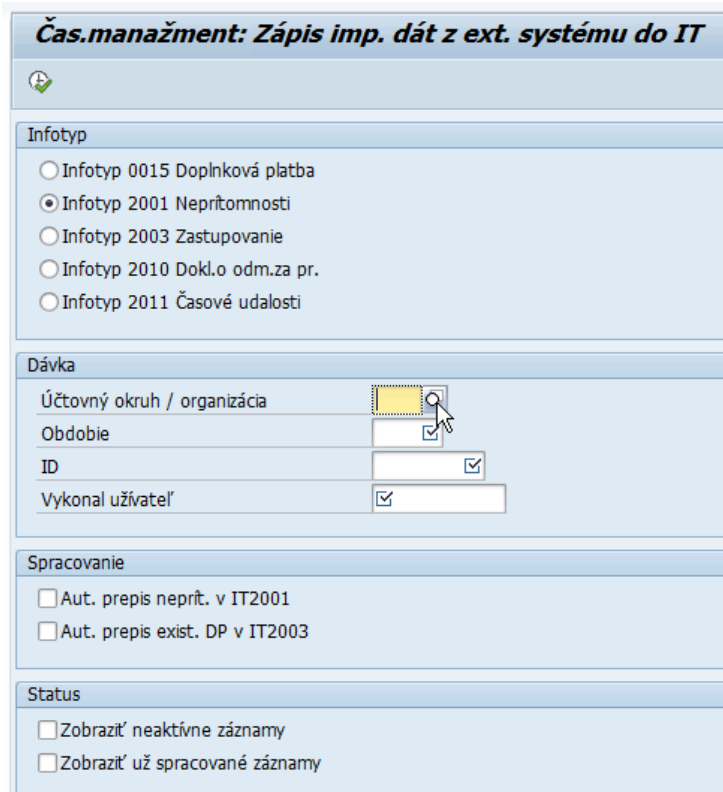 Čas.manažment: Zápis imp. dát z ext. systému do IT
Infotyp
Infotyp 0015 Doplnková platba
Infotyp 2001 Neprítomnosti
Infotyp 2003 Zastupovanie
Infotyp 2010 Dokl.o odm.za pr.
Infotyp 2011 Časové udalosti
Dávka
Účtovný okruh / organizácia
Obdobie
ID
Vykonal užívateľ
Spracovanie
Aut. prepis neprít. v IT2001
Aut. prepis exist. DP v IT2003
Status
Zobraziť neaktívne záznamy
Zobraziť už spracované záznamy